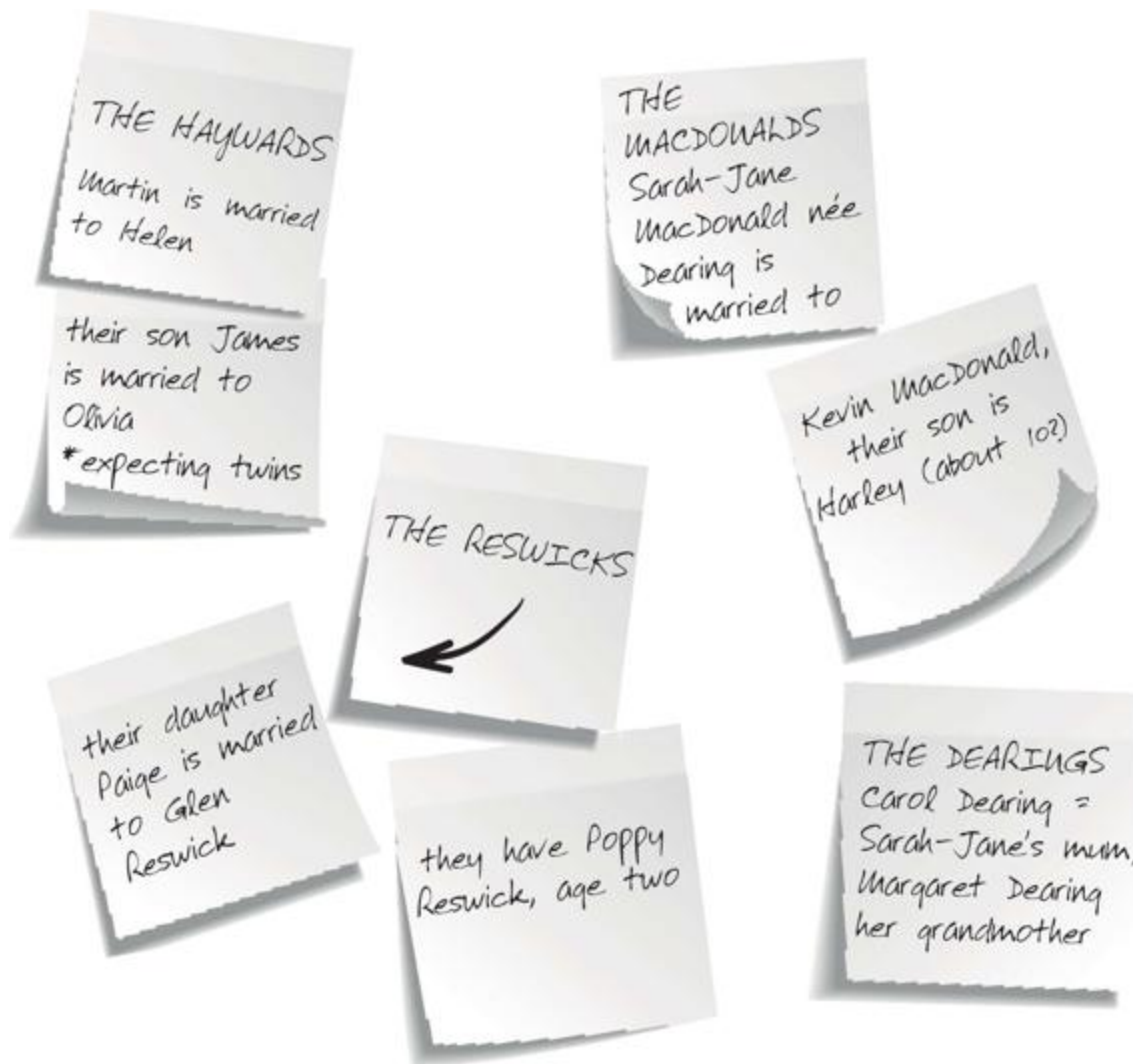 THE HAYWARDS
Martin is married
to Helen
their son James
is married to
Olivia
*expecting twins
THE RESWICKS
their daughter
Paige is married
to Glen
Reswick
they have Poppy
Reswick, age two
THE
MACDONALDS
Sarah-Jane
MacDonald née
Dearing is
married to
Kevin MacDonald,
their son is
Harley (about 10?)
THE DEARINGS
Carol Dearing =
Sarah-Jane's mum,
Margaret Dearing
her grandmother